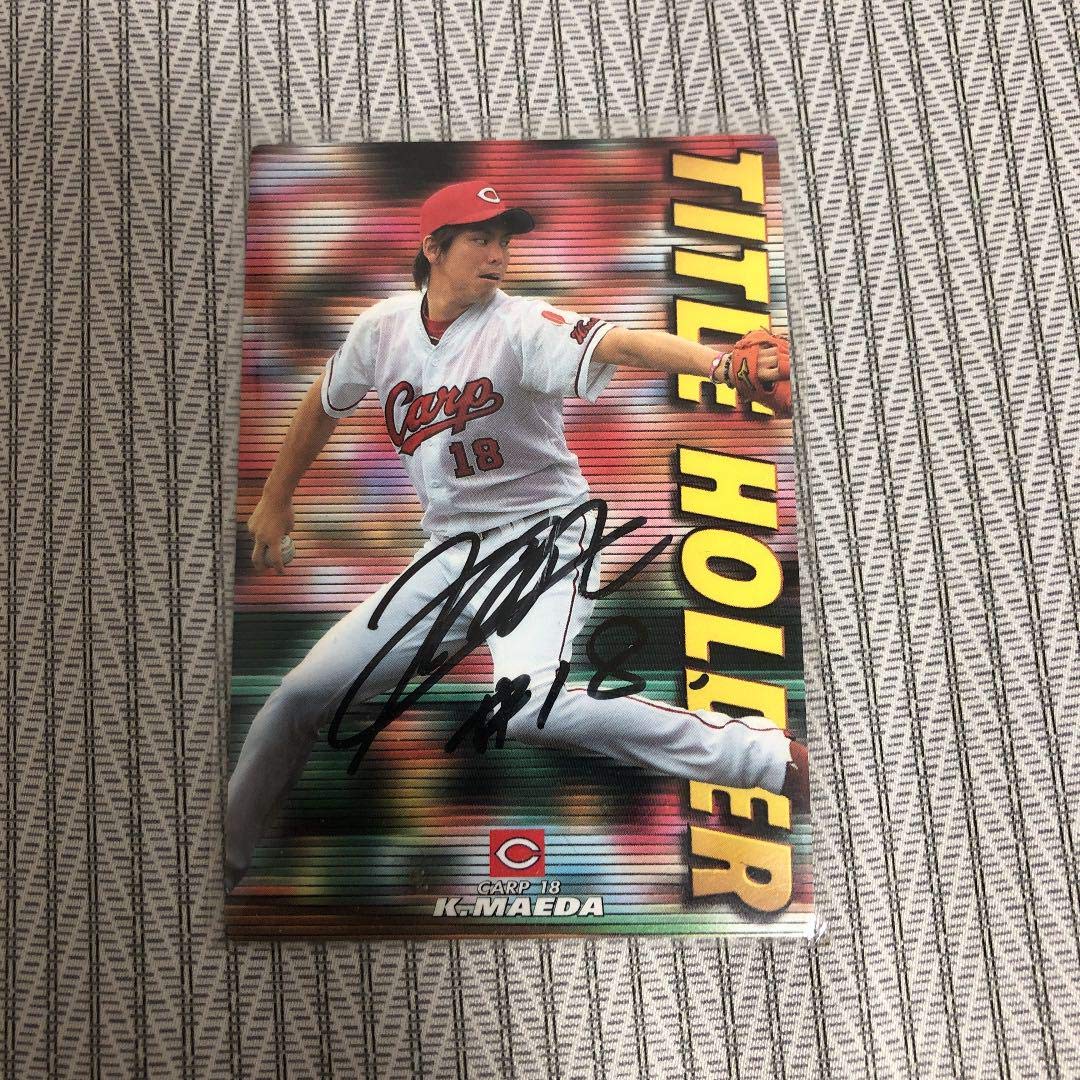 TITLE HOLDER
Carp
18
#18
CARP 18
K.MAEDA